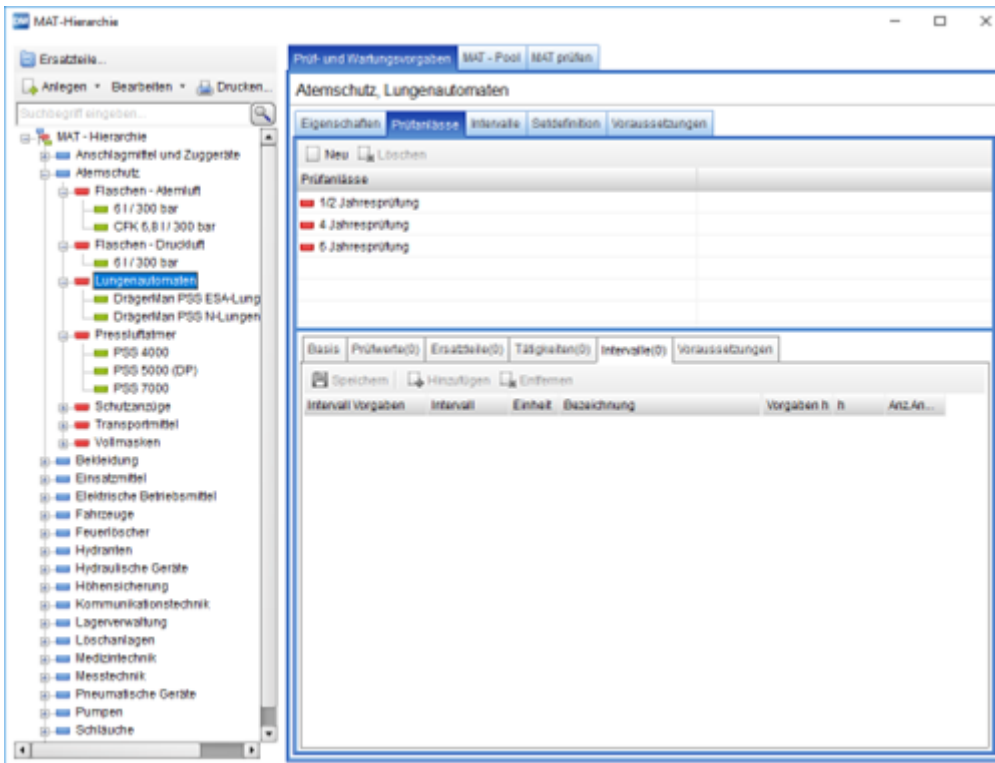 MAT-Hierarchie
Ersatzteile...
Anlegen Bearbeiten Drucken...
Suchbegriff eingeben...
MAT - Hierarchie
Anschlagmittel und Zuggeräte
Atemschutz
Flaschen - Atemluft
6 l / 300 bar
CFK 6,8 l / 300 bar
Flaschen - Druckluft
6 l / 300 bar
Lungenautomaten
DrägerMan PSS ESA-Lung
DrägerMan PSS N-Lungen
Pressluftatmer
PSS 4000
PSS 5000 (DP)
PSS 7000
Schutzanzüge
Transportmittel
Vollmasken
Bekleidung
Einsatzmittel
Elektrische Betriebsmittel
Fahrzeuge
Feuerlöscher
Hydranten
Hydraulische Geräte
Höhensicherung
Kommunikationstechnik
Lagerverwaltung
Löschanlagen
Medizintechnik
Messtechnik
Pneumatische Geräte
Pumpen
Schläuche
Prüf- und Wartungsvorgaben MAT - Pool MAT prüfen
Atemschutz, Lungenautomaten
Eigenschaften Prüfanlässe Intervalle Setdefinition Voraussetzungen
Neu Löschen
Prüfanlässe
1/2 Jahresprüfung
4 Jahresprüfung
6 Jahresprüfung
Basis Prüfwerte(0) Ersatzteile(0) Tätigkeiten(0) Intervalle(0) Voraussetzungen
Speichern Hinzufügen Entfernen
Intervall Vorgaben Intervall Einheit Bezeichnung Vorgaben h h Anz.An...